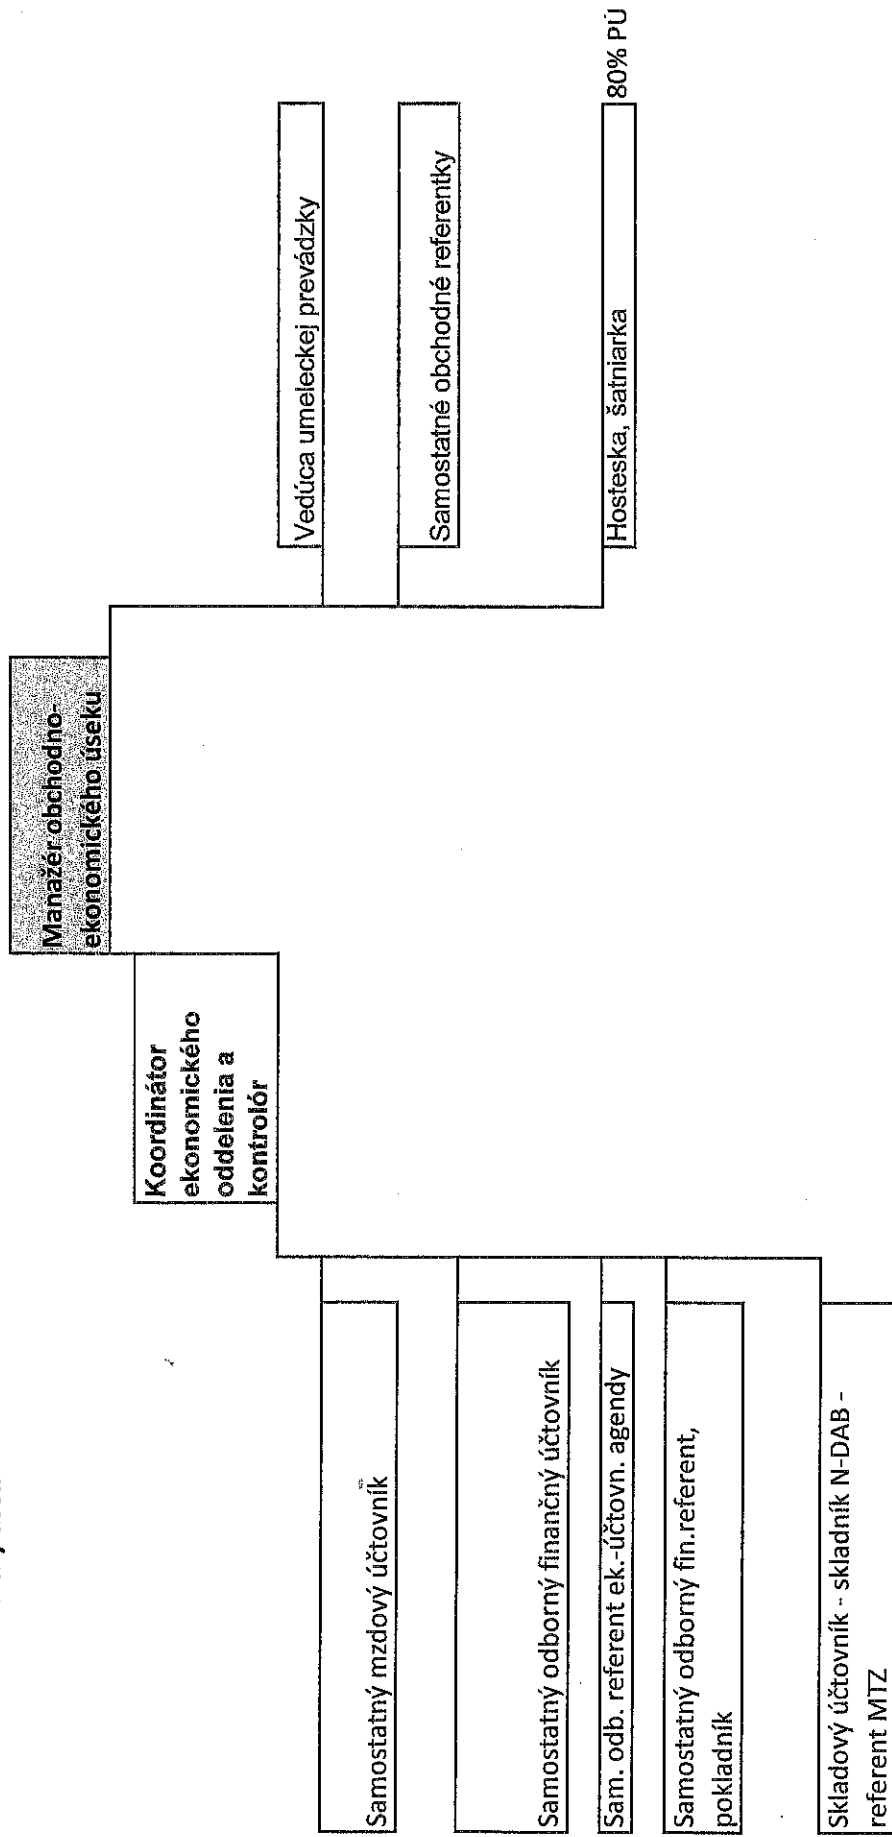 Manažér obchodno-
ekonomického úseku
Koordinátor
ekonomického
oddelenia a
kontrolór
Samostatný mzdový účtovník
Samostatný odborný finančný účtovník
Sam. odb. referent ek.-účtovn. agendy
Samostatný odborný fin.referent,
pokladník
Skladový účtovník - skladník N-DAB -
referent MTZ
Vedúca umeleckej prevádzky
Samostatné obchodné referentky
Hosteska, šatniarka
80% PÚ